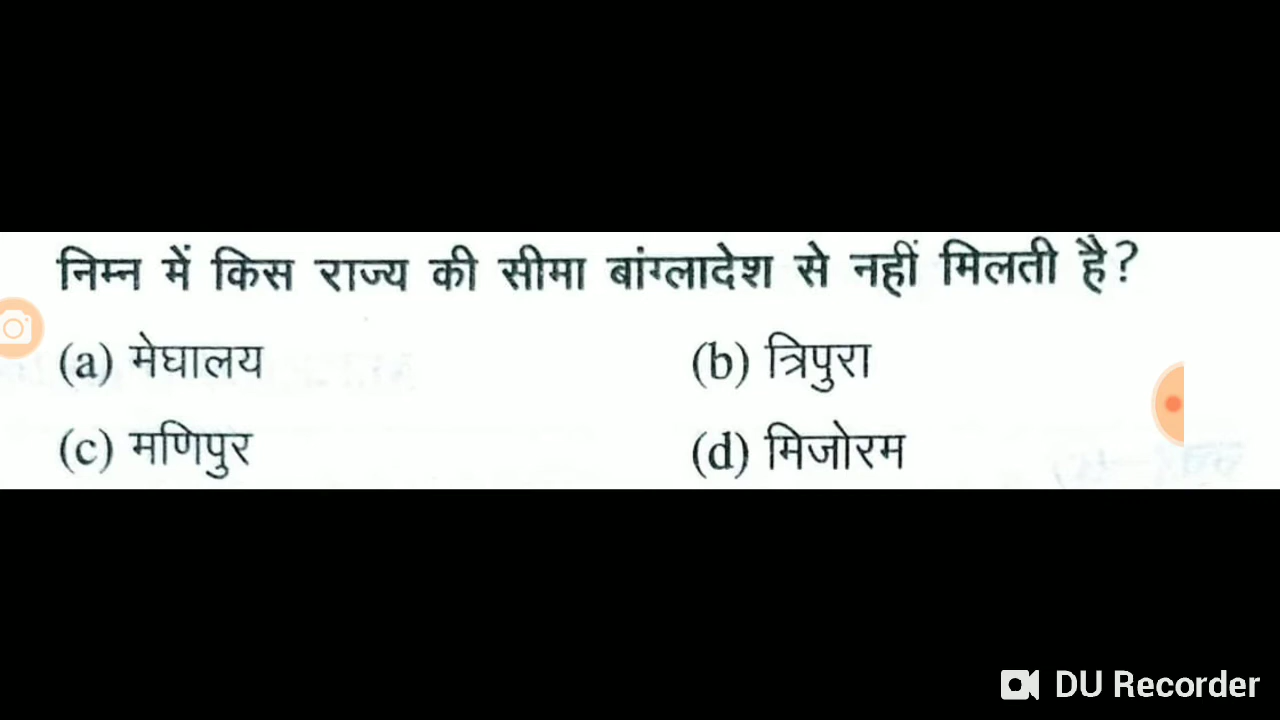 निम्न में किस राज्य की सीमा बांग्लादेश से नहीं मिलती है?
(a) मेघालय (b) त्रिपुरा
(c) मणिपुर (d) मिजोरम
DU Recorder